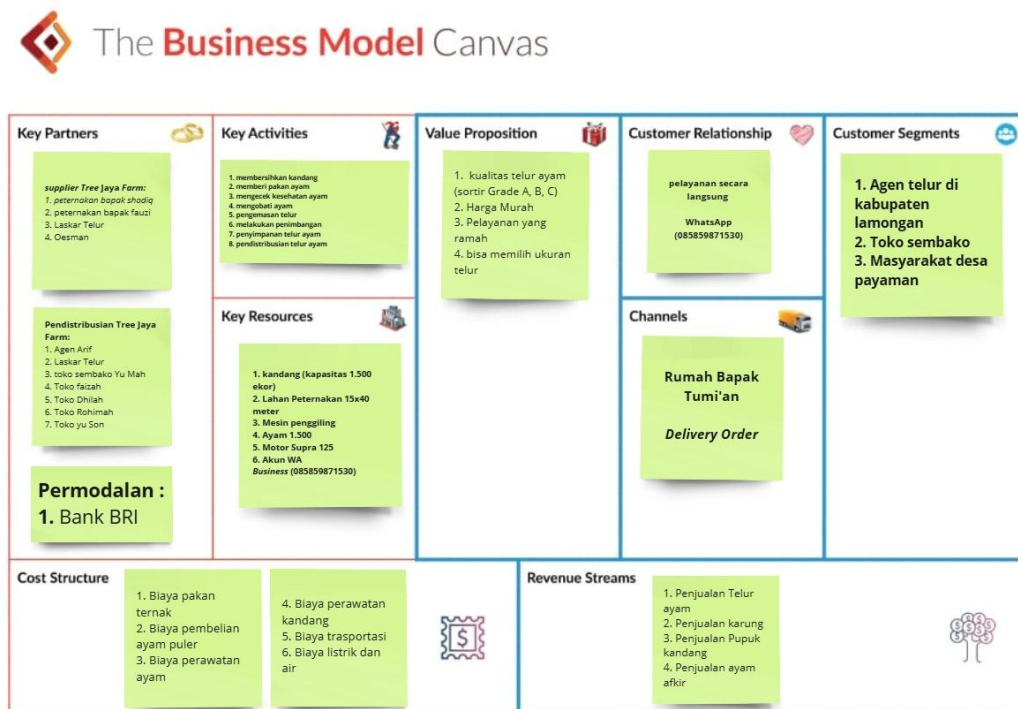 The Business Model Canvas
Key Partners
supplier Tree Jaya Farm:
1. peternakan bapak shodiq
2. peternakan bapak fauzi
3. Laskar Telur
4. Oesman
Pendistribusian Tree Jaya
Farm:
1. Agen Arif
2. Laskar Telur
3. toko sembako Yu Mah
4. Toko faizah
5. Toko Dhilah
6. Toko Rohimah
7. Toko yu Son
Permodalan :
1. Bank BRI
Key Activities
1. membersihkan kandang
2. memberi pakan ayam
3. mengecek kesehatan ayam
4. mengobati ayam
5. pengemasan telur
6. melakukan penimbangan
7. penyimpanan telur ayam
8. pendistribusian telur ayam
Key Resources
1. kandang (kapasitas 1.500
ekor)
2. Lahan Peternakan 15x40
meter
3. Mesin penggiling
4. Ayam 1.500
5. Motor Supra 125
6. Akun WA
Business (085859871530)
Value Proposition
1. kualitas telur ayam
(sortir Grade A, B, C)
2. Harga Murah
3. Pelayanan yang
ramah
4. bisa memilih ukuran
telur
Customer Relationship
pelayanan secara
langsung
WhatsApp
(085859871530)
Channels
Rumah Bapak
Tumi'an
Delivery Order
Customer Segments
1. Agen telur di
kabupaten
lamongan
2. Toko sembako
3. Masyarakat desa
payaman
Cost Structure
1. Biaya pakan
ternak
2. Biaya pembelian
ayam puler
3. Biaya perawatan
ayam
4. Biaya perawatan
kandang
5. Biaya trasportasi
6. Biaya listrik dan
air
Revenue Streams
1. Penjualan Telur
ayam
2. Penjualan karung
3. Penjualan Pupuk
kandang
4. Penjualan ayam
afkir